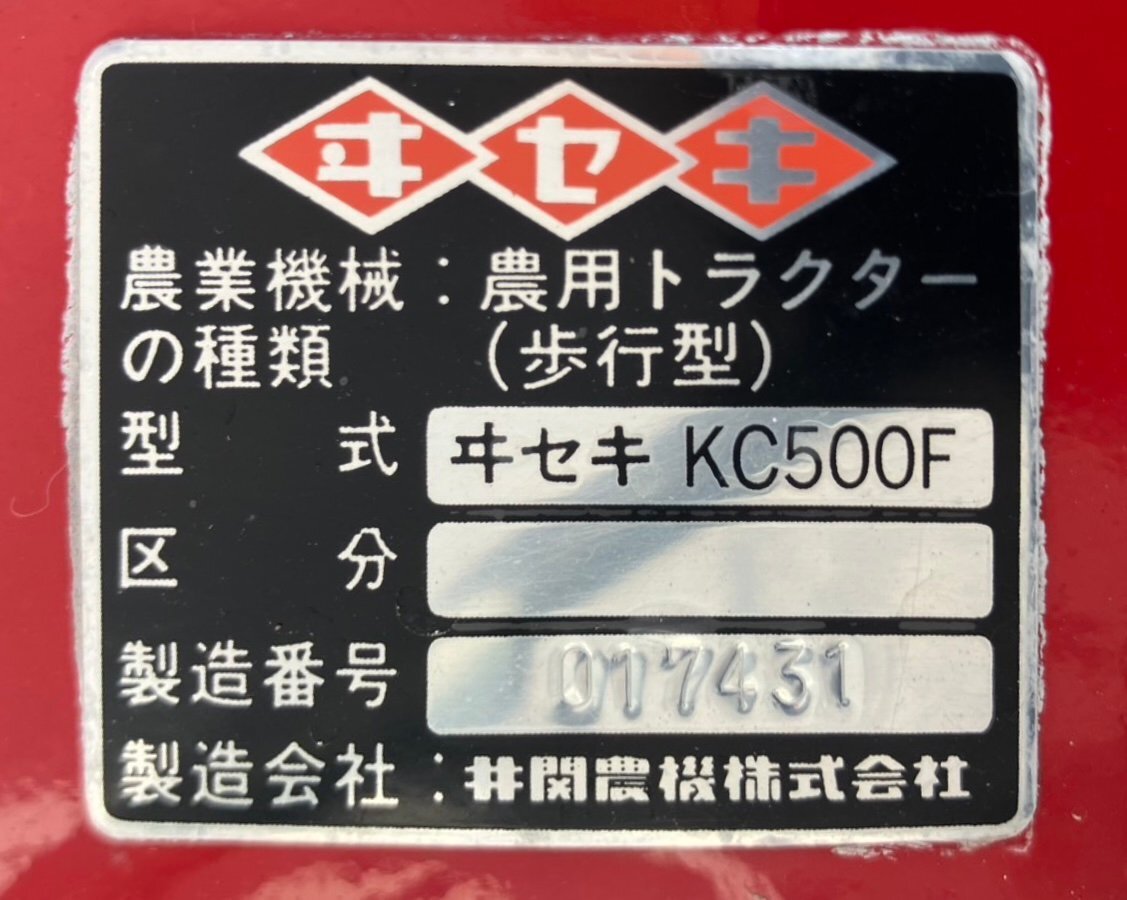 ヰセキ
農業機械：農用トラクター
の種類　（歩行型）
型式 ヰセキ KC500F
区分
製造番号 017431
製造会社：井関農機株式会社